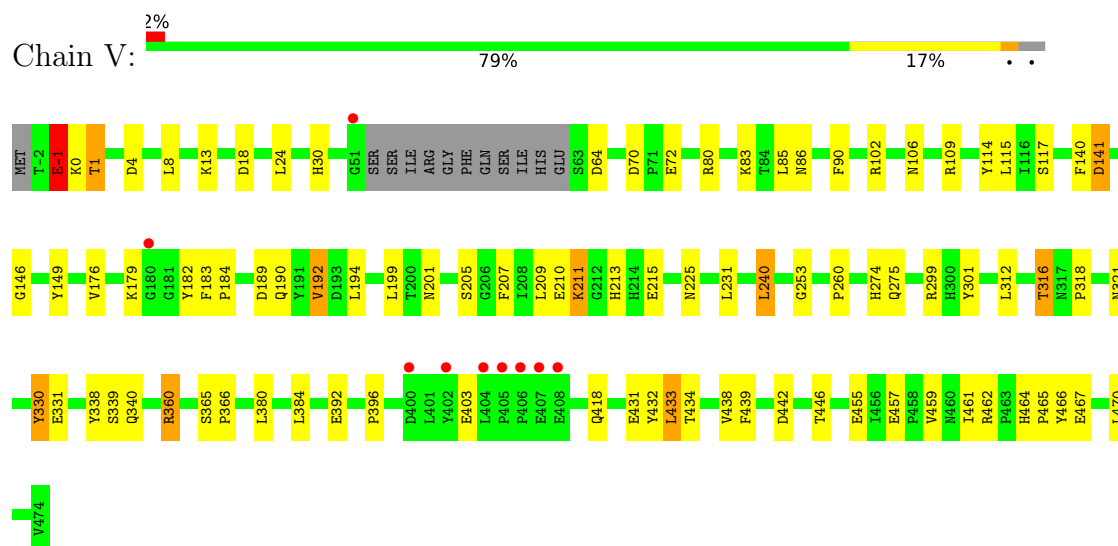 2%
Chain V:
79% 17% • •
MET T-2 E-1 K0 T1 D4 L8 K13 D18 L24 H30 G51 SER SER ILE ARG GLY PHE GLN SER ILE HIS GLU S63 D64 D70 P71 E72 R80 K83 T84 L85 N86 F90 R102 N106 R109 Y114 L115 I116 S117 F140 D141
G146 Y149 V176 K179 G180 G181 Y182 F183 P184 D189 Q190 Y191 V192 D193 L194 L199 T200 N201 S205 G206 F207 I208 L209 E210 K211 G212 H213 H214 E215 N225 L231 L240 G253 P260 H274 Q275 R299 H300 Y301 L312 T316 N317 P318
Y330 E331 Y338 S339 Q340 R360 S365 P366 L380 L384 E392 P396 D400 L401 Y402 E403 L404 P405 P406 E407 E408 Q418 E431 Y432 L433 T434 V438 F439 D442 T446 E455 I456 E457 P458 V459 N460 I461 R462 P463 H464 P465 Y466 E467 L470
V474